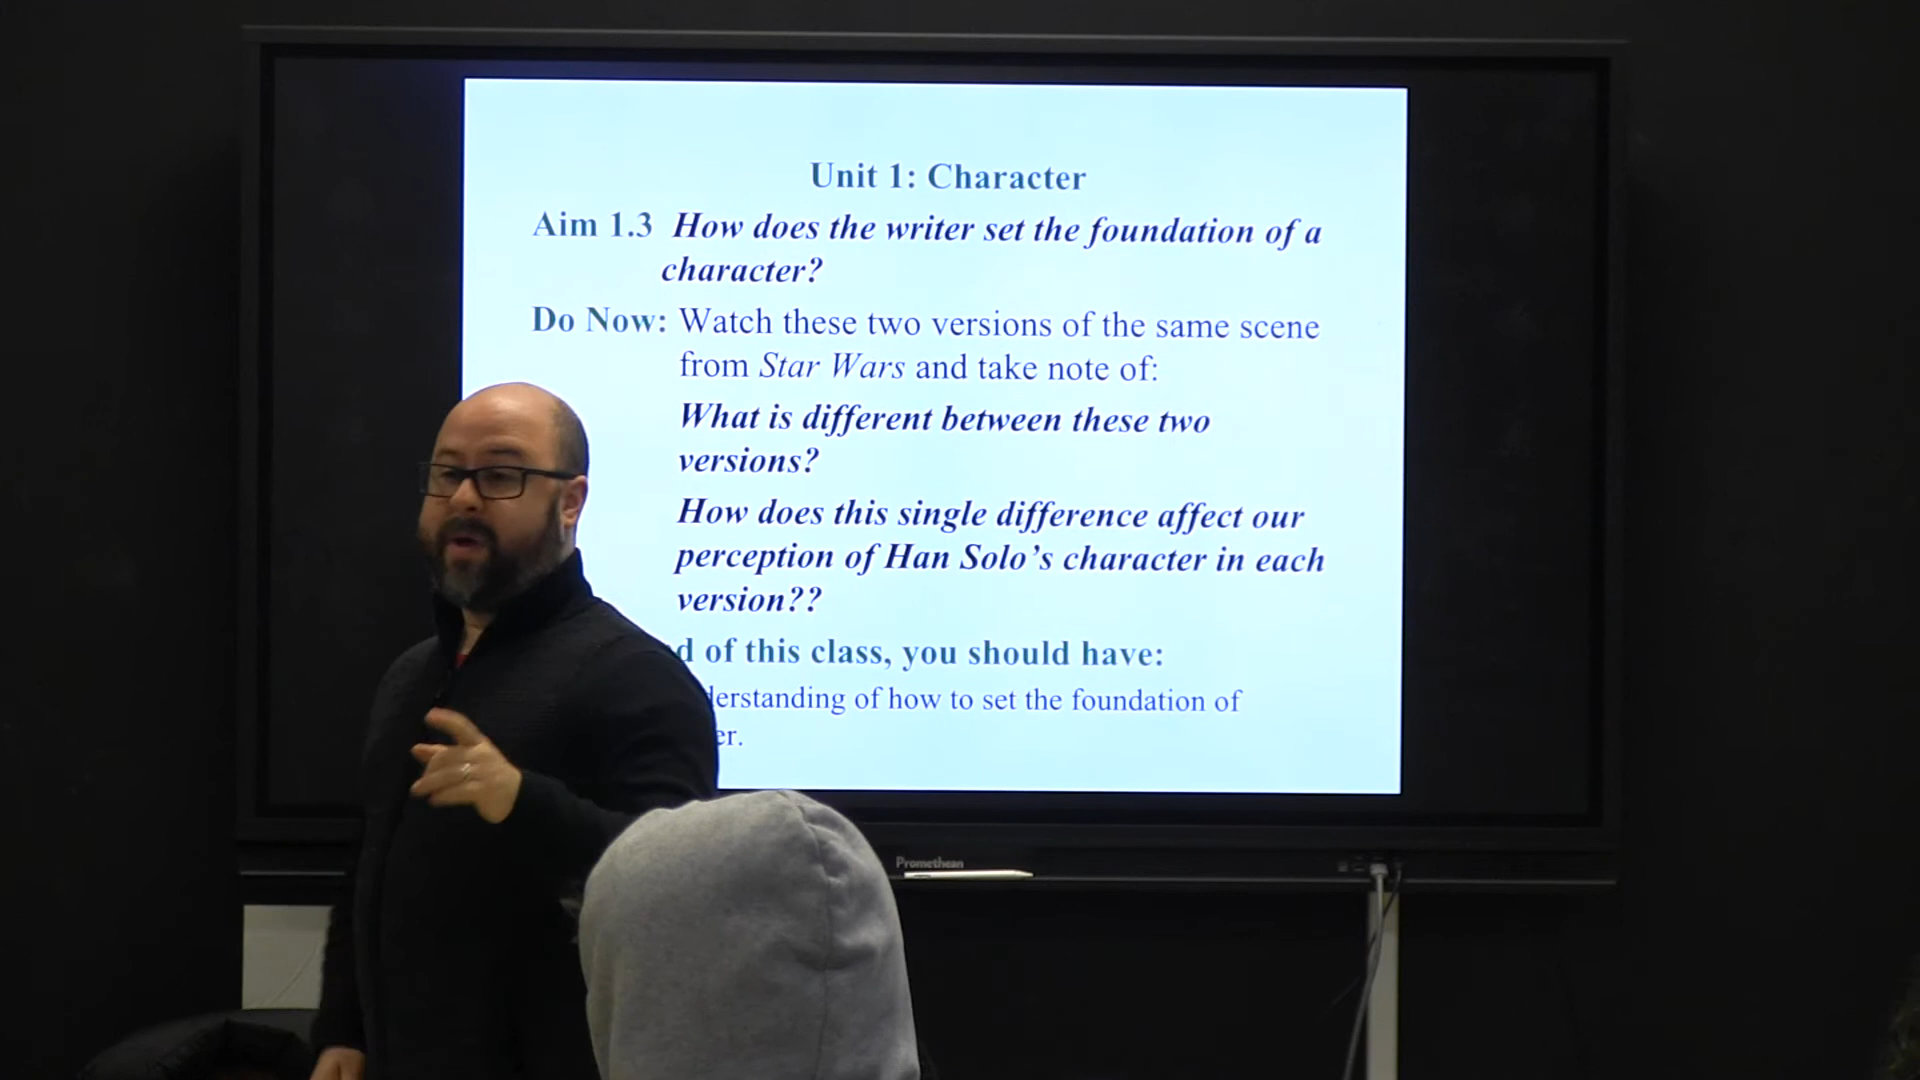 Unit 1: Character
Aim 1.3 How does the writer set the foundation of a
character?
Do Now: Watch these two versions of the same scene
from Star Wars and take note of:
What is different between these two
versions?
How does this single difference affect our
perception of Han Solo's character in each
version??
of this class, you should have:
of how to set the foundation of
Promethean